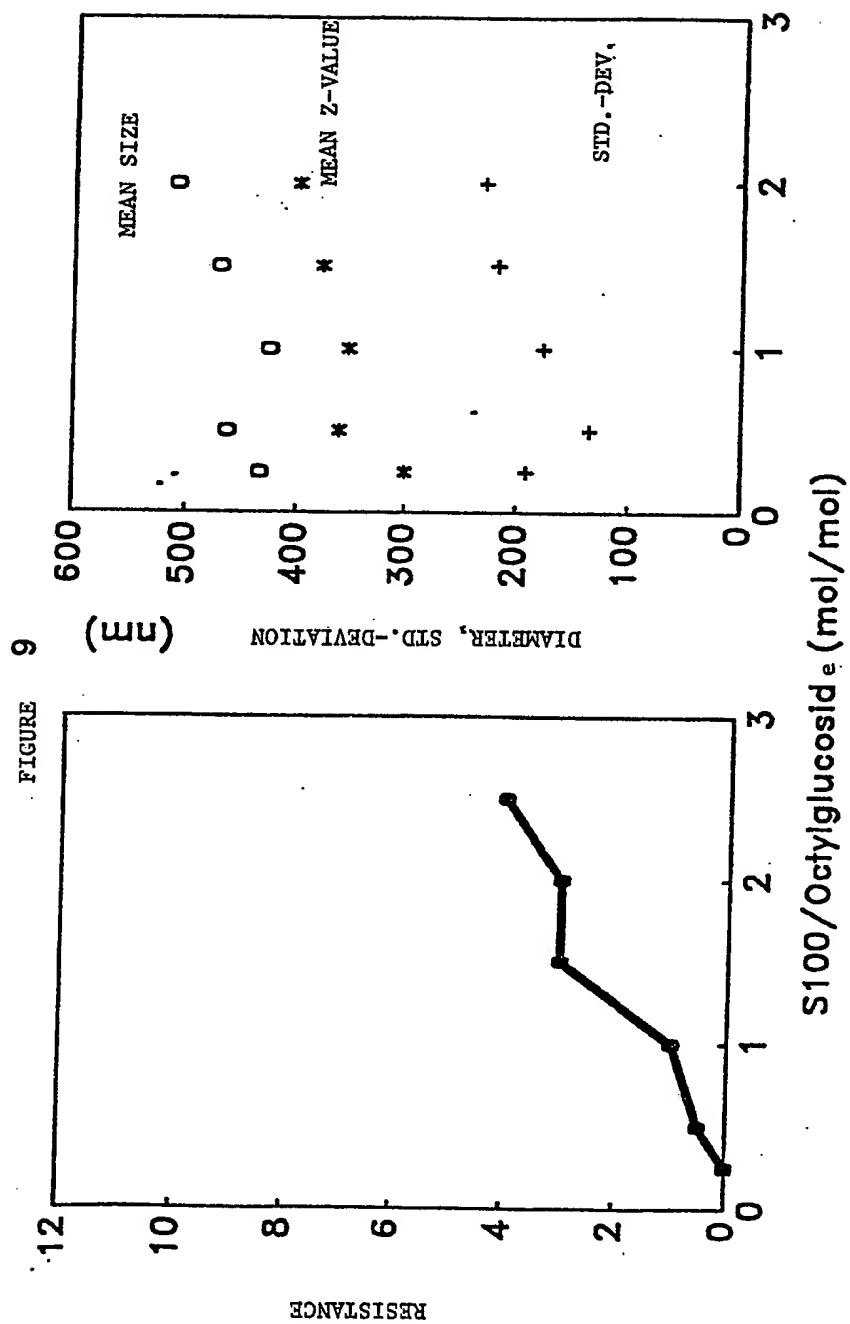 FIGURE 9
RESISTANCE
12
10
8
6
4
2
0
0 1 2 3
(nm)
DIAMETER, STD.-DEVIATION
600
500
400
300
200
100
0
0 1 2 3
MEAN SIZE
MEAN Z-VALUE
STD.-DEV.
S100/Octylglucosid e (mol/mol)